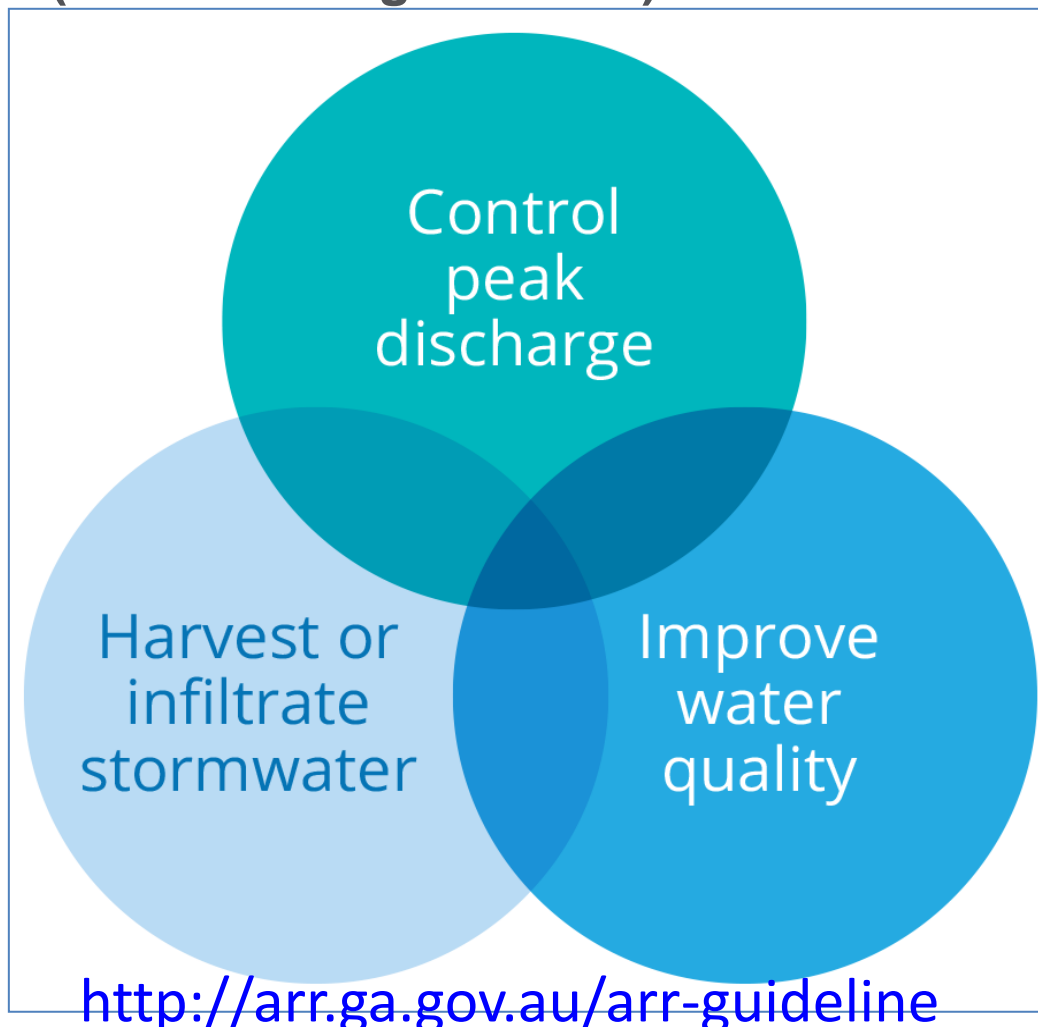 Control
peak
discharge
Harvest or
infiltrate
stormwater
Improve
water
quality
http://arr.ga.gov.au/arr-guideline